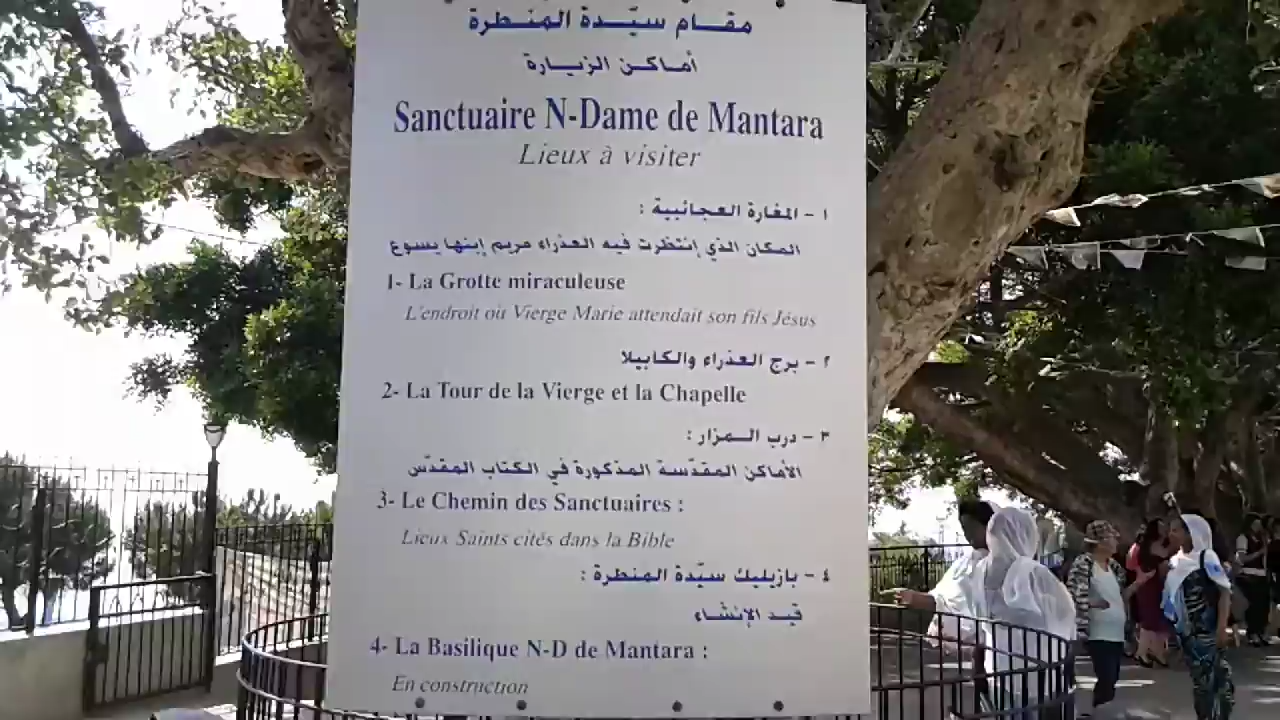 مقام سيّدة المنطرة
أماكن الزيارة
Sanctuaire N-Dame de Mantara
Lieux à visiter
١ - المغارة العجائبية :
المكان الذي إنتظرت فيه العذراء مريم إبنها يسوع
1- La Grotte miraculeuse
L'endroit où Vierge Marie attendait son fils Jésus
٢ - برج العذراء والكابيلا
2- La Tour de la Vierge et la Chapelle
٣ - درب المزار :
الأماكن المقدّسة المذكورة في الكتاب المقدّس
3- Le Chemin des Sanctuaires :
Lieux Saints cités dans la Bible
٤ - بازيليك سيّدة المنطرة :
قيد الإنشاء
4- La Basilique N-D de Mantara :
En construction